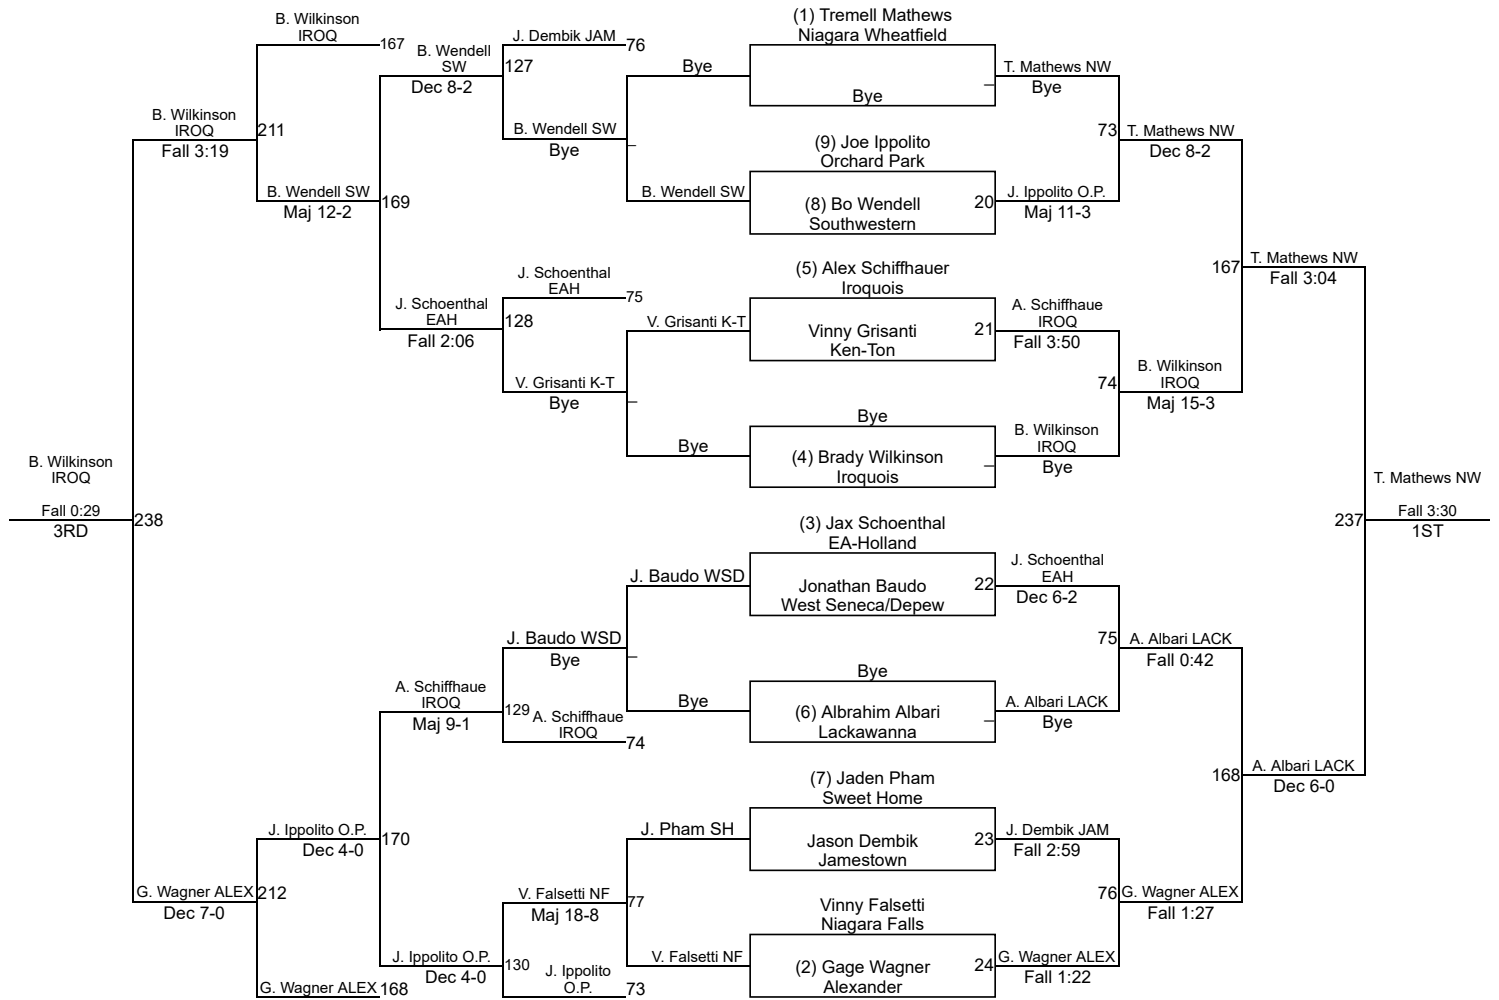 B. Wilkinson
IROQ
167
B. Wilkinson
IROQ
Fall 3:19
211
B. Wendell SW
Maj 12-2
169
B. Wendell
SW
Dec 8-2
127
J. Dembik JAM
76
B. Wendell SW
Bye
Bye
B. Wendell SW
J. Schoenthal
EAH
Fall 2:06
128
J. Schoenthal
EAH
75
V. Grisanti K-T
Bye
V. Grisanti K-T
Bye
B. Wilkinson
IROQ
Fall 0:29
3RD
238
J. Baudo WSD
J. Baudo WSD
Bye
Bye
A. Schiffhaue
IROQ
Maj 9-1
129
A. Schiffhaue
IROQ
74
J. Ippolito O.P.
Dec 4-0
170
G. Wagner ALEX
Dec 7-0
212
J. Pham SH
V. Falsetti NF
Maj 18-8
77
V. Falsetti NF
J. Ippolito O.P.
Dec 4-0
130
J. Ippolito
O.P.
73
G. Wagner ALEX
168
(1) Tremell Mathews
Niagara Wheatfield
Bye
(9) Joe Ippolito
Orchard Park
(8) Bo Wendell
Southwestern
20
(5) Alex Schiffhauer
Iroquois
Vinny Grisanti
Ken-Ton
21
Bye
(4) Brady Wilkinson
Iroquois
(3) Jax Schoenthal
EA-Holland
Jonathan Baudo
West Seneca/Depew
22
Bye
(6) Albrahim Albari
Lackawanna
(7) Jaden Pham
Sweet Home
Jason Dembik
Jamestown
23
Vinny Falsetti
Niagara Falls
(2) Gage Wagner
Alexander
24
T. Mathews NW
Bye
73
T. Mathews NW
Dec 8-2
J. Ippolito O.P.
Maj 11-3
167
T. Mathews NW
Fall 3:04
A. Schiffhaue
IROQ
Fall 3:50
74
B. Wilkinson
IROQ
Maj 15-3
B. Wilkinson
IROQ
Bye
237
T. Mathews NW
Fall 3:30
1ST
J. Schoenthal
EAH
Dec 6-2
75
A. Albari LACK
Fall 0:42
A. Albari LACK
Bye
168
A. Albari LACK
Dec 6-0
J. Dembik JAM
Fall 2:59
76
G. Wagner ALEX
Fall 1:27
G. Wagner ALEX
Fall 1:22